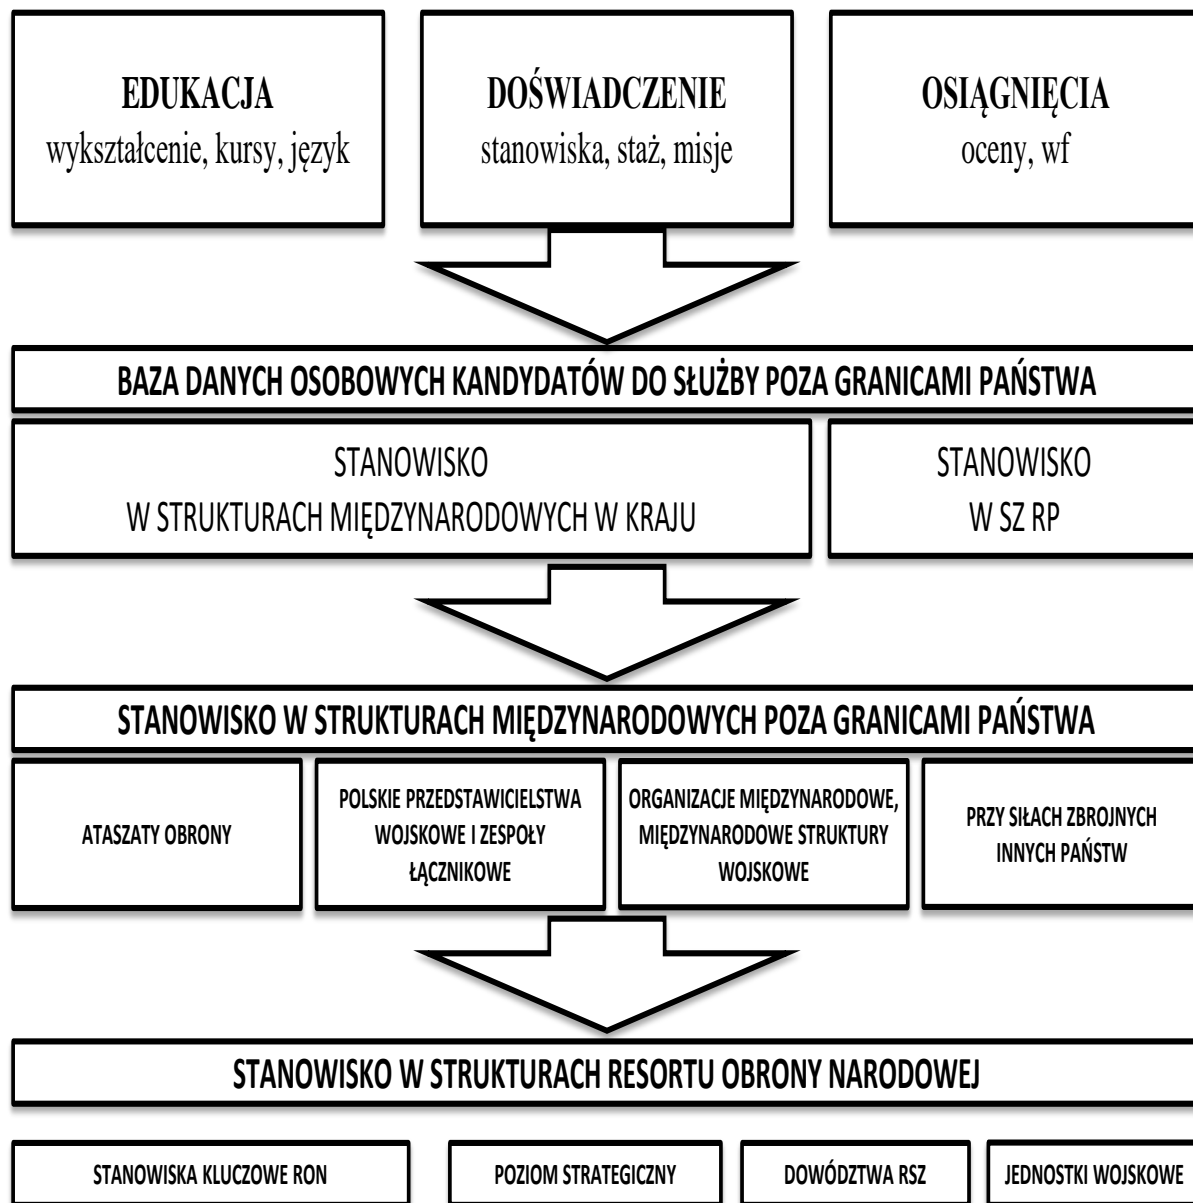 EDUKACJA
wykształcenie, kursy, język
DOŚWIADCZENIE
stanowiska, staż, misje
OSIĄGNIĘCIA
oceny, wf
BAZA DANYCH OSOBOWYCH KANDYDATÓW DO SŁUŻBY POZA GRANICAMI PAŃSTWA
STANOWISKO
W STRUKTURACH MIĘDZYNARODOWYCH W KRAJU
STANOWISKO
W SZ RP
STANOWISKO W STRUKTURACH MIĘDZYNARODOWYCH POZA GRANICAMI PAŃSTWA
ATASZATY OBRONY
POLSKIE PRZEDSTAWICIELSTWA
WOJSKOWE I ZESPOŁY
ŁĄCZNIKOWE
ORGANIZACJE MIĘDZYNARODOWE,
MIĘDZYNARODOWE STRUKTURY
WOJSKOWE
PRZY SIŁACH ZBROJNYCH
INNYCH PAŃSTW
STANOWISKO W STRUKTURACH RESORTU OBRONY NARODOWEJ
STANOWISKA KLUCZOWE RON
POZIOM STRATEGICZNY
DOWÓDZTWA RSZ
JEDNOSTKI WOJSKOWE